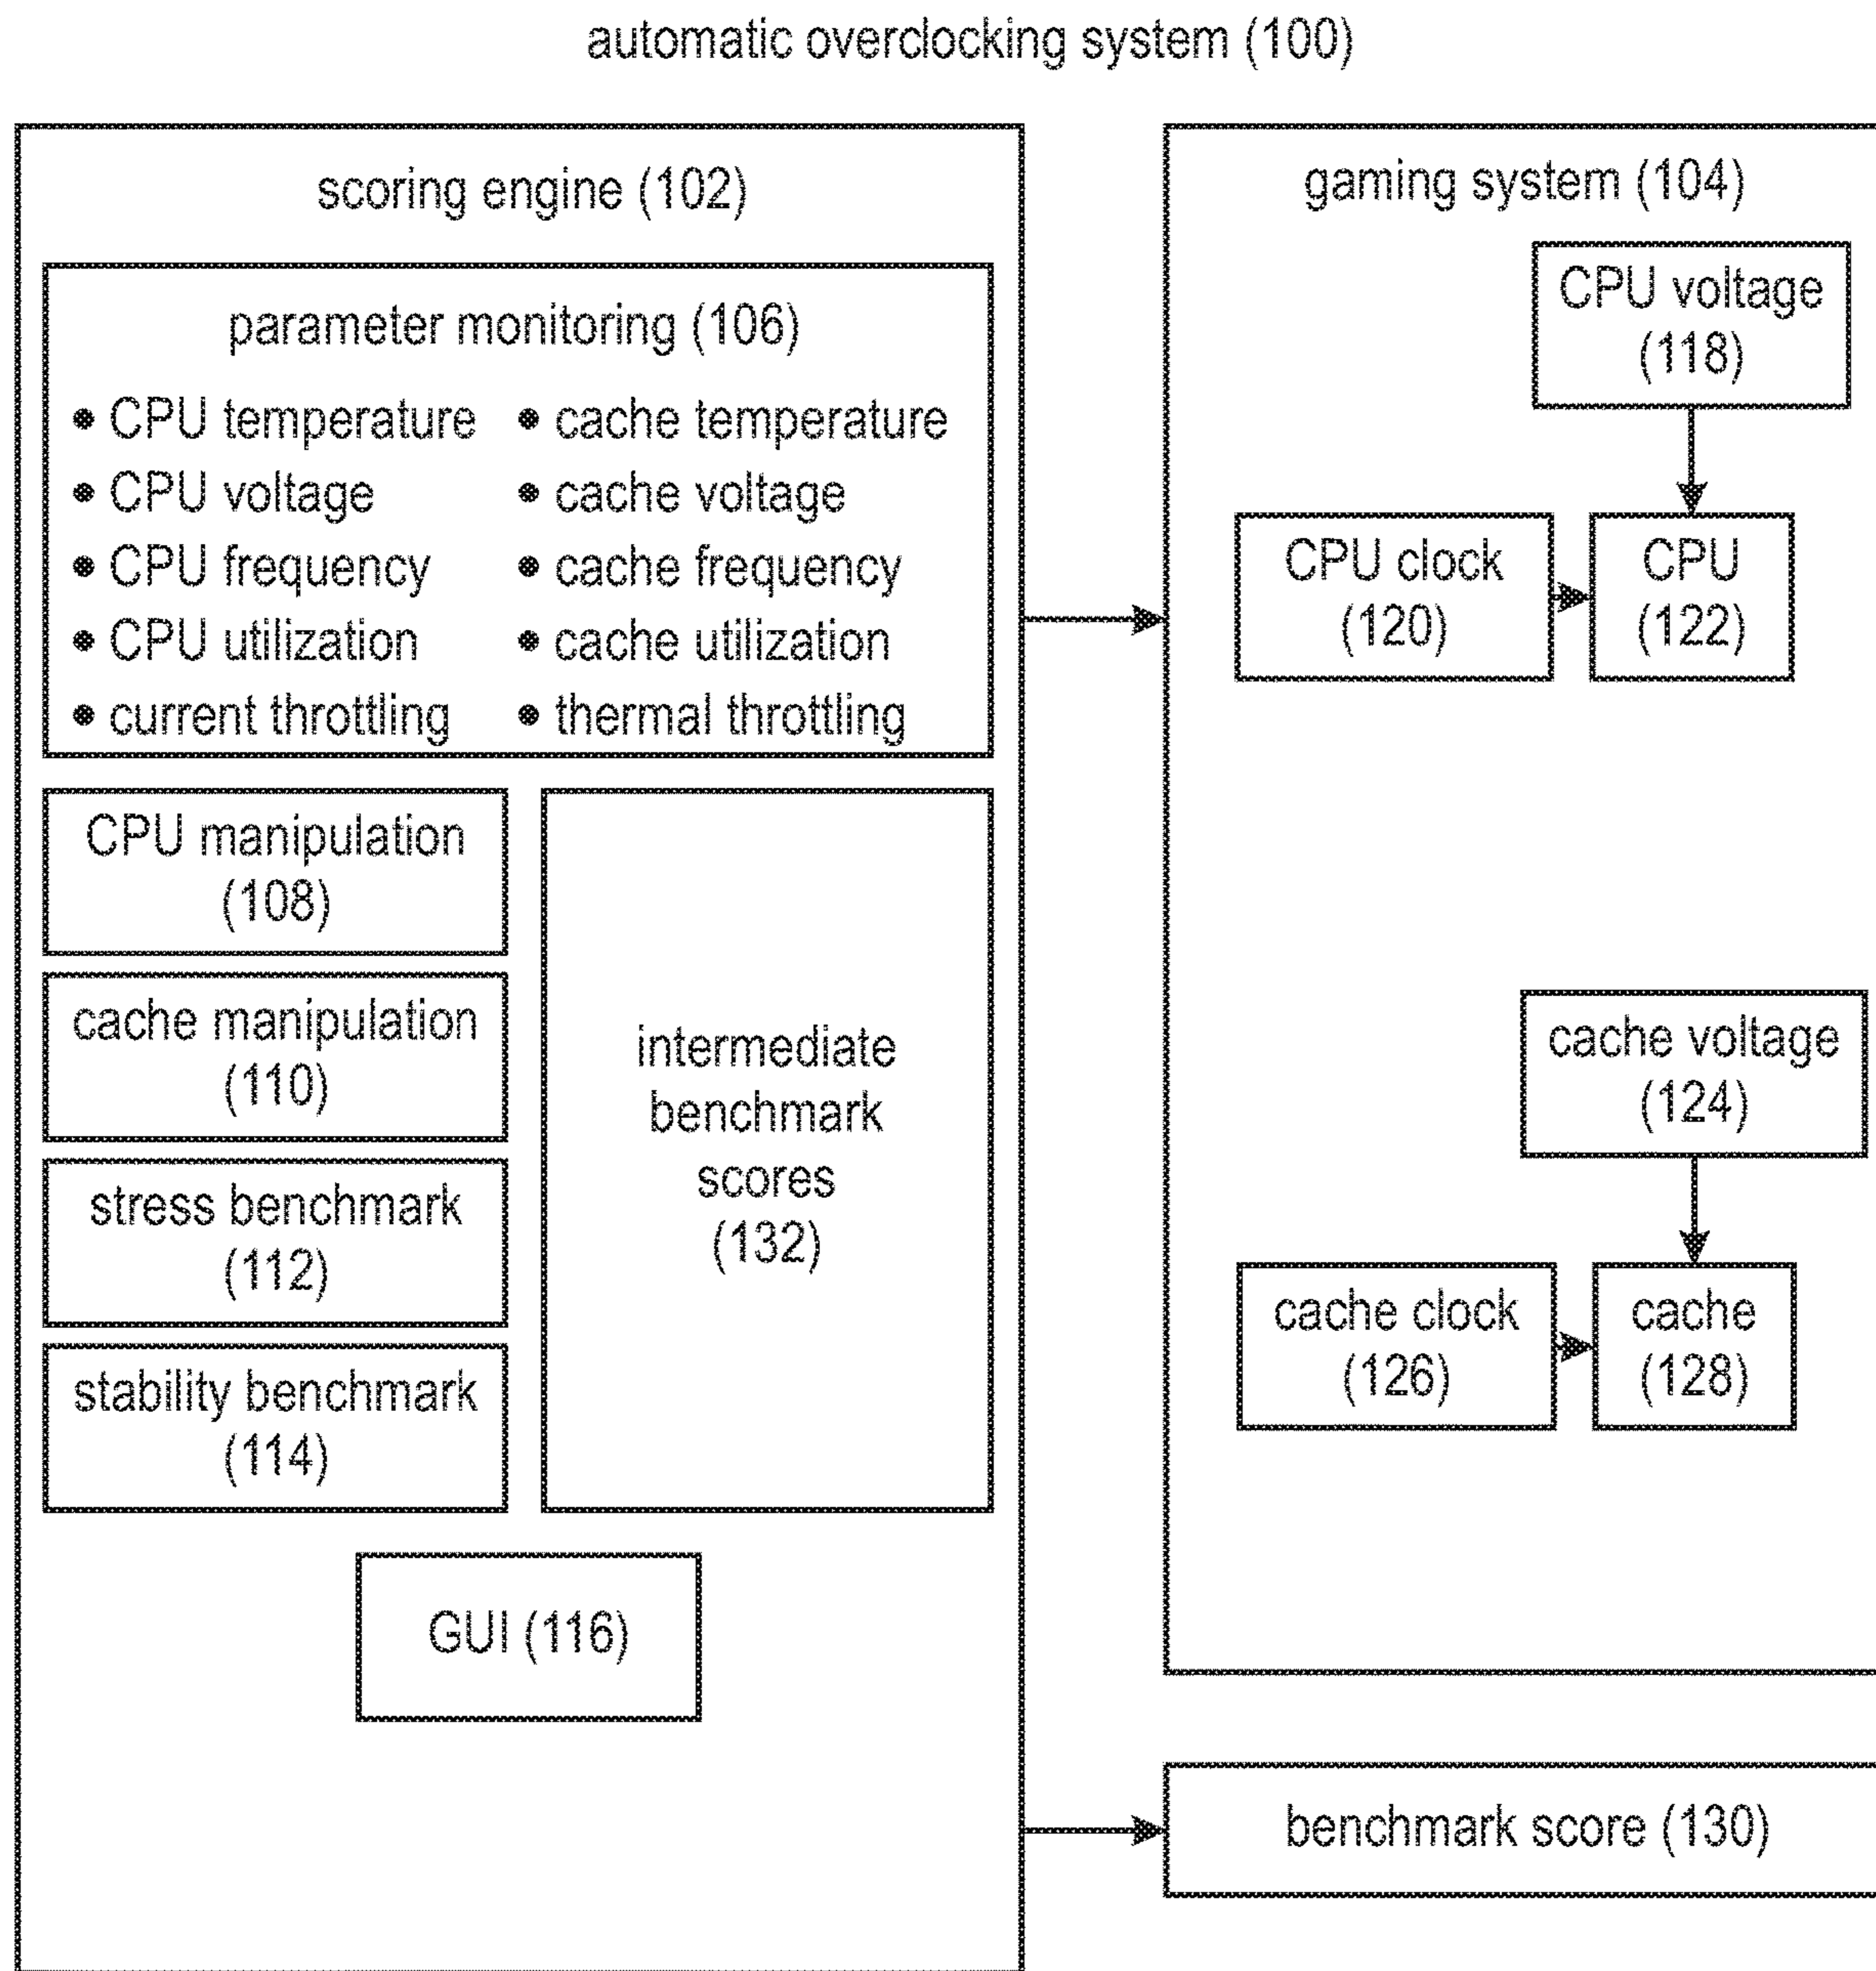 automatic overclocking system (100)
scoring engine (102)
parameter monitoring (106)
• CPU temperature
• CPU voltage
• CPU frequency
• CPU utilization
• current throttling
• cache temperature
• cache voltage
• cache frequency
• cache utilization
• thermal throttling
CPU manipulation
(108)
cache manipulation
(110)
stress benchmark
(112)
stability benchmark
(114)
intermediate
benchmark
scores
(132)
GUI (116)
gaming system (104)
CPU voltage
(118)
CPU clock
(120)
CPU
(122)
cache voltage
(124)
cache clock
(126)
cache
(128)
benchmark score (130)